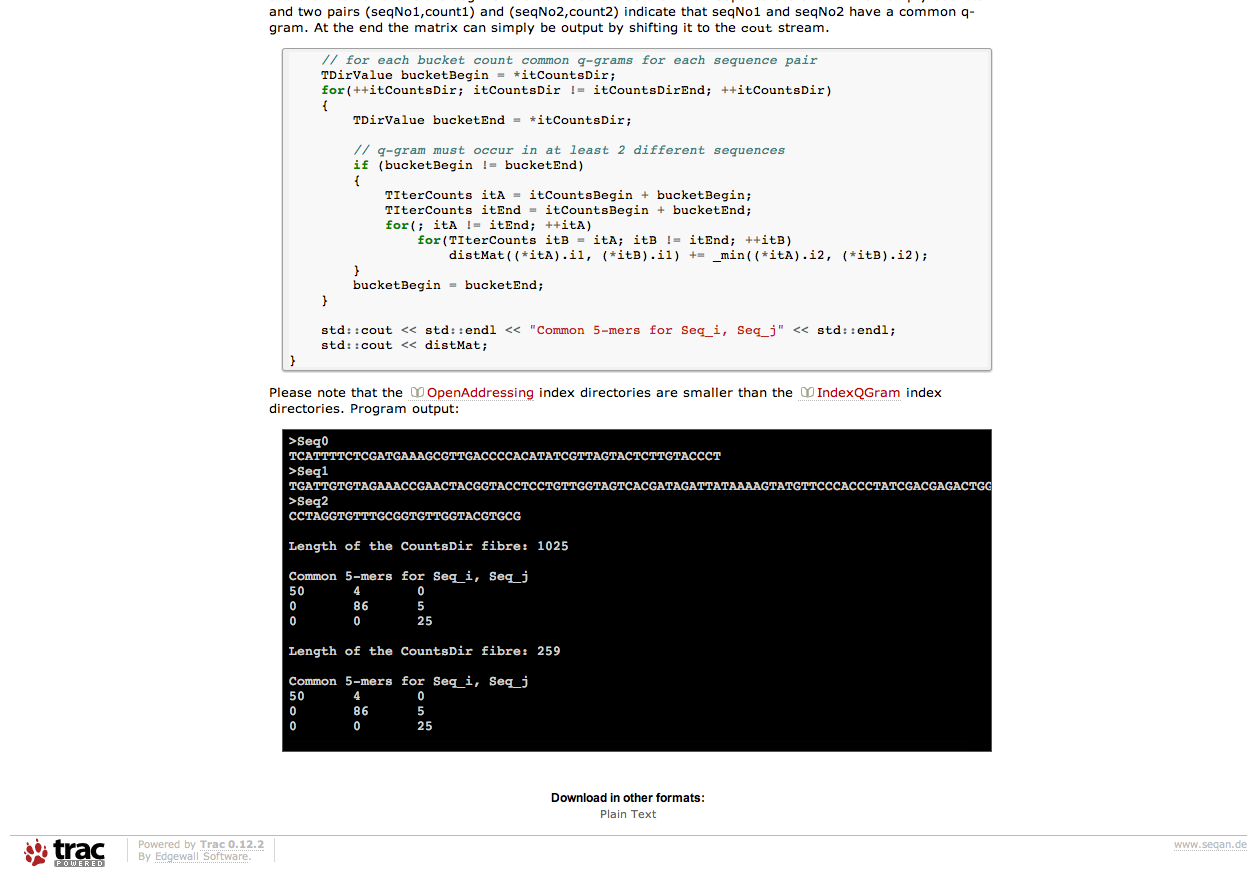 and two pairs (seqNo1,count1) and (seqNo2,count2) indicate that seqNo1 and seqNo2 have a common q-
gram. At the end the matrix can simply be output by shifting it to the cout stream.
// for each bucket count common q-grams for each sequence pair
TDirValue bucketBegin = *itCountsDir;
for(++itCountsDir; itCountsDir != itCountsDirEnd; ++itCountsDir)
{
TDirValue bucketEnd = *itCountsDir;
// q-gram must occur in at least 2 different sequences
if (bucketBegin != bucketEnd)
{
TIterCounts itA = itCountsBegin + bucketBegin;
TIterCounts itEnd = itCountsBegin + bucketEnd;
for(; itA != itEnd; ++itA)
for(TIterCounts itB = itA; itB != itEnd; ++itB)
distMat((*itA).i1, (*itB).i1) += _min((*itA).i2, (*itB).i2);
}
bucketBegin = bucketEnd;
}
std::cout << std::endl << "Common 5-mers for Seq_i, Seq_j" << std::endl;
std::cout << distMat;
}
Please note that the OpenAddressing index directories are smaller than the IndexQGram index
directories. Program output:
>Seq0
TCATTTTCTCGATGAAAGCGTTGACCCCACATATCGTTAGTACTCTTGTACCCT
>Seq1
TGATTGTGTAGAAACCGAACTACGGTACCTCCTGTTGGTAGTCACGATAGATTATAAAAGTATGTTCCCACCCTATCGACGAGACTGG
>Seq2
CCTAGGTGTTTGCGGTGTTGGTACGTGCG
Length of the CountsDir fibre: 1025
Common 5-mers for Seq_i, Seq_j
50 4 0
0 86 5
0 0 25
Length of the CountsDir fibre: 259
Common 5-mers for Seq_i, Seq_j
50 4 0
0 86 5
0 0 25
Download in other formats:
Plain Text
trac
POWERED
Powered by Trac 0.12.2
By Edgewall Software.
www.seqan.de